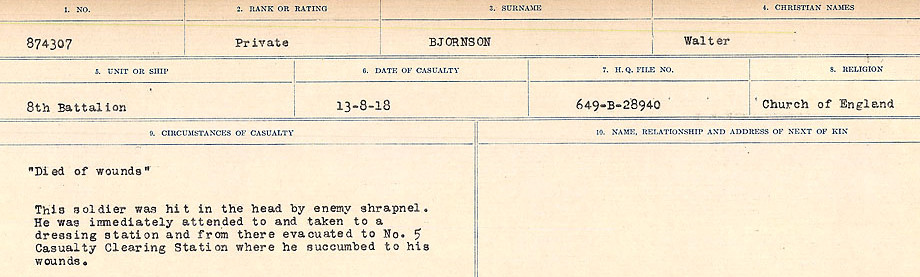 1. NO. 2. RANK OR RATING 3. SURNAME 4. CHRISTIAN NAMES
874307 Private BJORNSON Walter
5. UNIT OR SHIP 6. DATE OF CASUALTY 7. H.Q. FILE NO. 8. RELIGION
8th Battalion 13-8-18 649-B-28940 Church of England
9. CIRCUMSTANCES OF CASUALTY 10. NAME, RELATIONSHIP AND ADDRESS OF NEXT OF KIN
"Died of wounds"
This soldier was hit in the head by enemy shrapnel.
He was immediately attended to and taken to a
dressing station and from there evacuated to No. 5
Casualty Clearing Station where he succumbed to his
wounds.